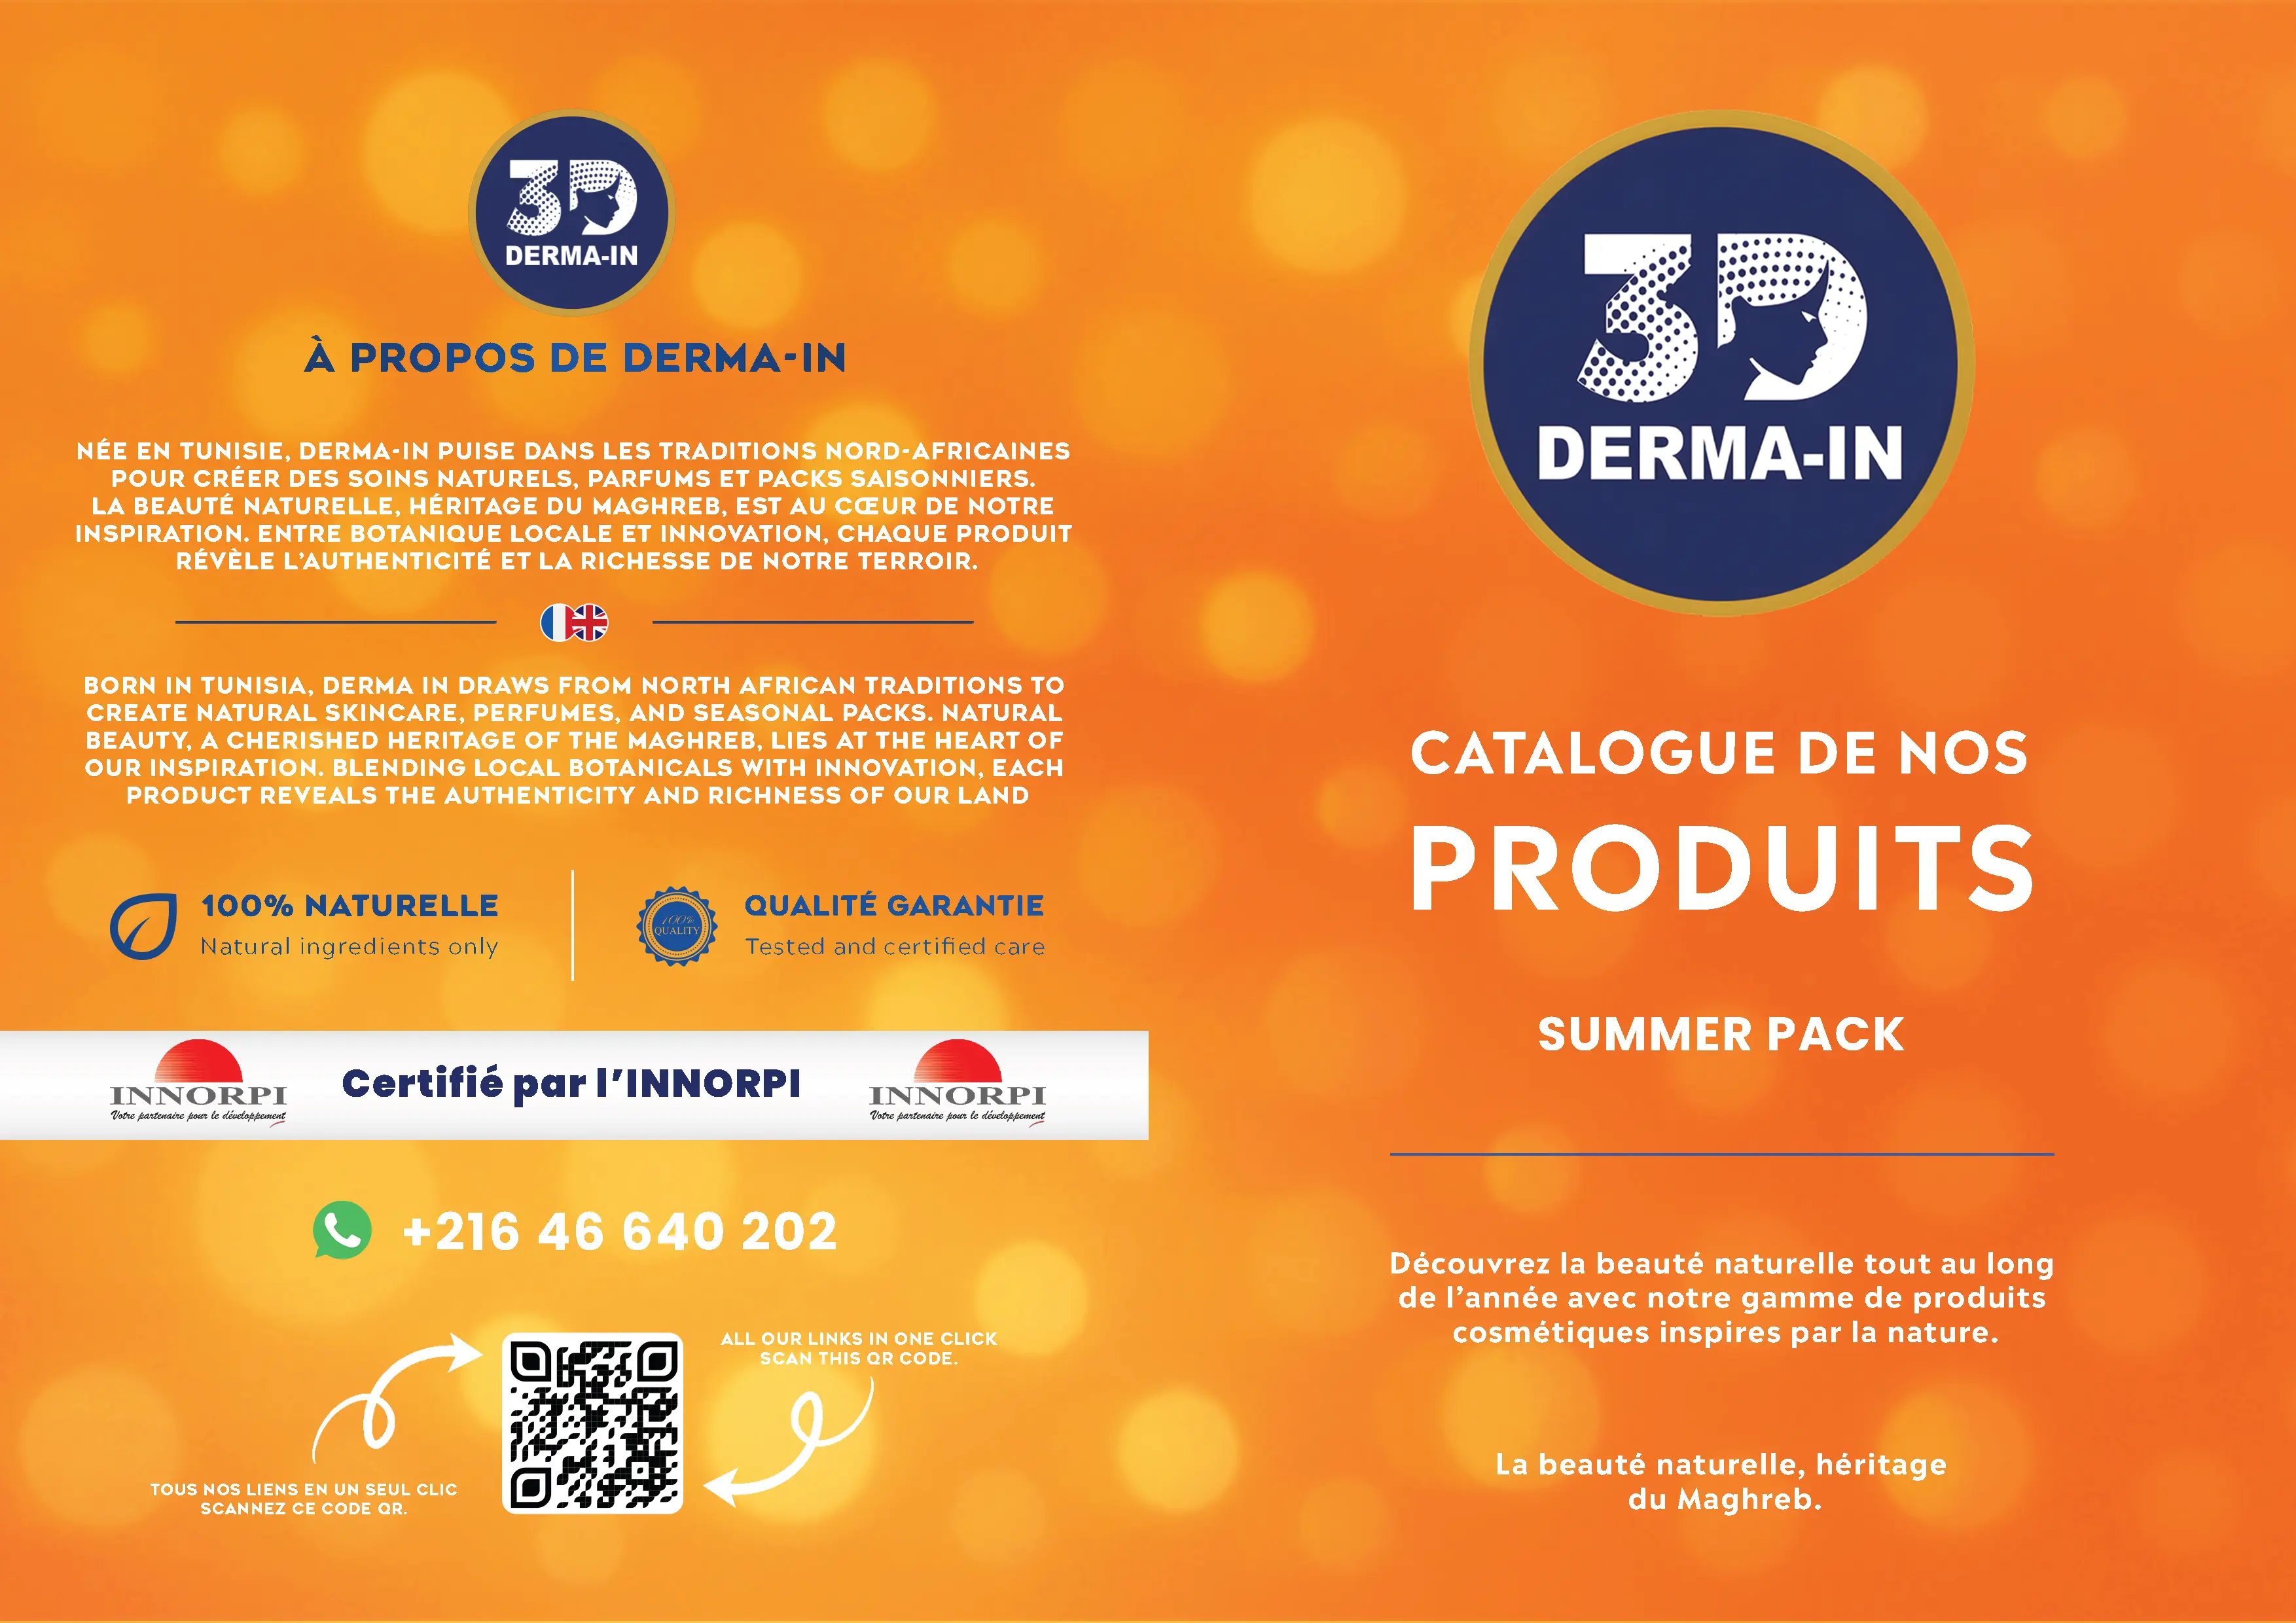 3D
DERMA-IN
À PROPOS DE DERMA-IN
NÉE EN TUNISIE, DERMA-IN PUISE DANS LES TRADITIONS NORD-AFRICAINES
POUR CRÉER DES SOINS NATURELS, PARFUMS ET PACKS SAISONNIERS.
LA BEAUTÉ NATURELLE, HÉRITAGE DU MAGHREB, EST AU CŒUR DE NOTRE
INSPIRATION. ENTRE BOTANIQUE LOCALE ET INNOVATION, CHAQUE PRODUIT
RÉVÈLE L'AUTHENTICITÉ ET LA RICHESSE DE NOTRE TERROIR.
BORN IN TUNISIA, DERMA IN DRAWS FROM NORTH AFRICAN TRADITIONS TO
CREATE NATURAL SKINCARE, PERFUMES, AND SEASONAL PACKS. NATURAL
BEAUTY, A CHERISHED HERITAGE OF THE MAGHREB, LIES AT THE HEART OF
OUR INSPIRATION. BLENDING LOCAL BOTANICALS WITH INNOVATION, EACH
PRODUCT REVEALS THE AUTHENTICITY AND RICHNESS OF OUR LAND
100% NATURELLE
Natural ingredients only
100%
QUALITY
QUALITÉ GARANTIE
Tested and certified care
INNORPI
Votre partenaire pour le développement
Certifié par l'INNORPI
INNORPI
Votre partenaire pour le développement
+216 46 640 202
ALL OUR LINKS IN ONE CLICK
SCAN THIS QR CODE.
TOUS NOS LIENS EN UN SEUL CLIC
SCANNEZ CE CODE QR.
3D
DERMA-IN
CATALOGUE DE NOS
PRODUITS
SUMMER PACK
Découvrez la beauté naturelle tout au long
de l'année avec notre gamme de produits
cosmétiques inspires par la nature.
La beauté naturelle, héritage
du Maghreb.